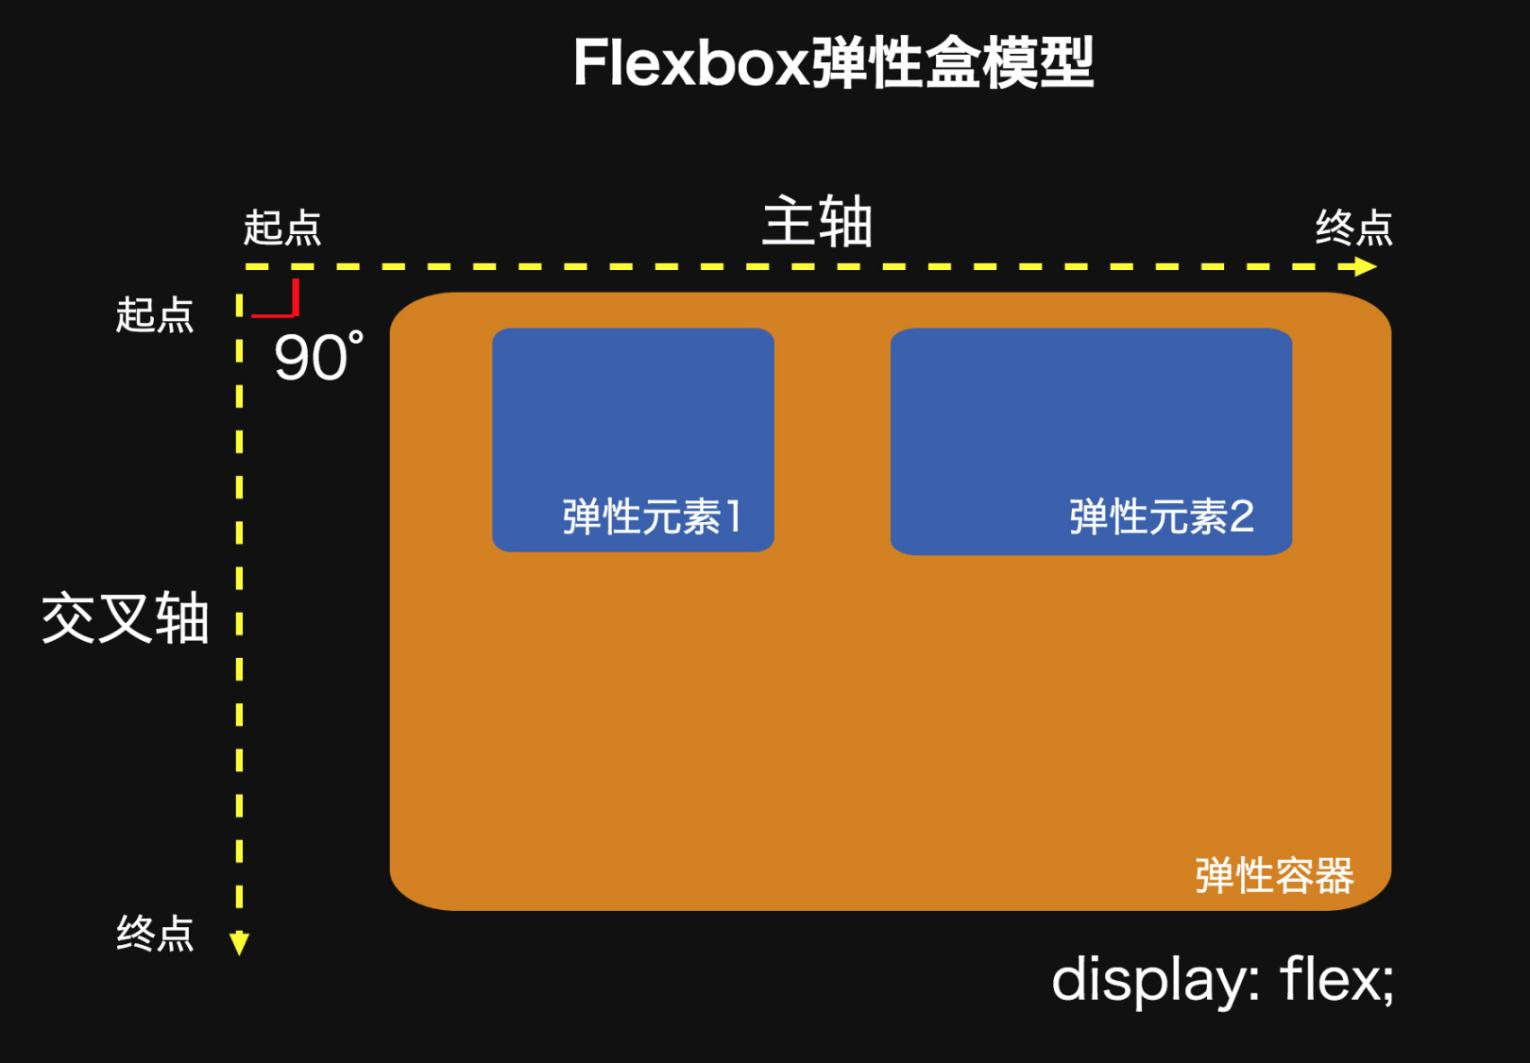 Flexbox弹性盒模型
起点
主轴
终点
起点
90°
弹性元素1
弹性元素2
交叉轴
弹性容器
终点
display: flex;